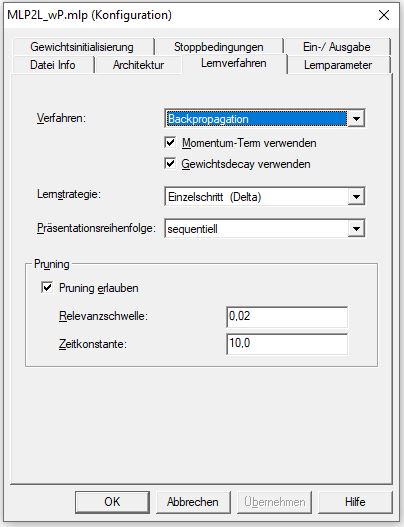 MLP2L_wP.mlp (Konfiguration)
Gewichtsinitialisierung Stoppbedingungen Ein-/ Ausgabe
Datei Info Architektur Lernverfahren Lernparameter
Verfahren: Backpropagation
Momentum-Term verwenden
Gewichtsdecay verwenden
Lernstrategie: Einzelschritt (Delta)
Präsentationsreihenfolge: sequentiell
Pruning
Pruning erlauben
Relevanzschwelle: 0,02
Zeitkonstante: 10,0
OK Abbrechen Übernehmen Hilfe